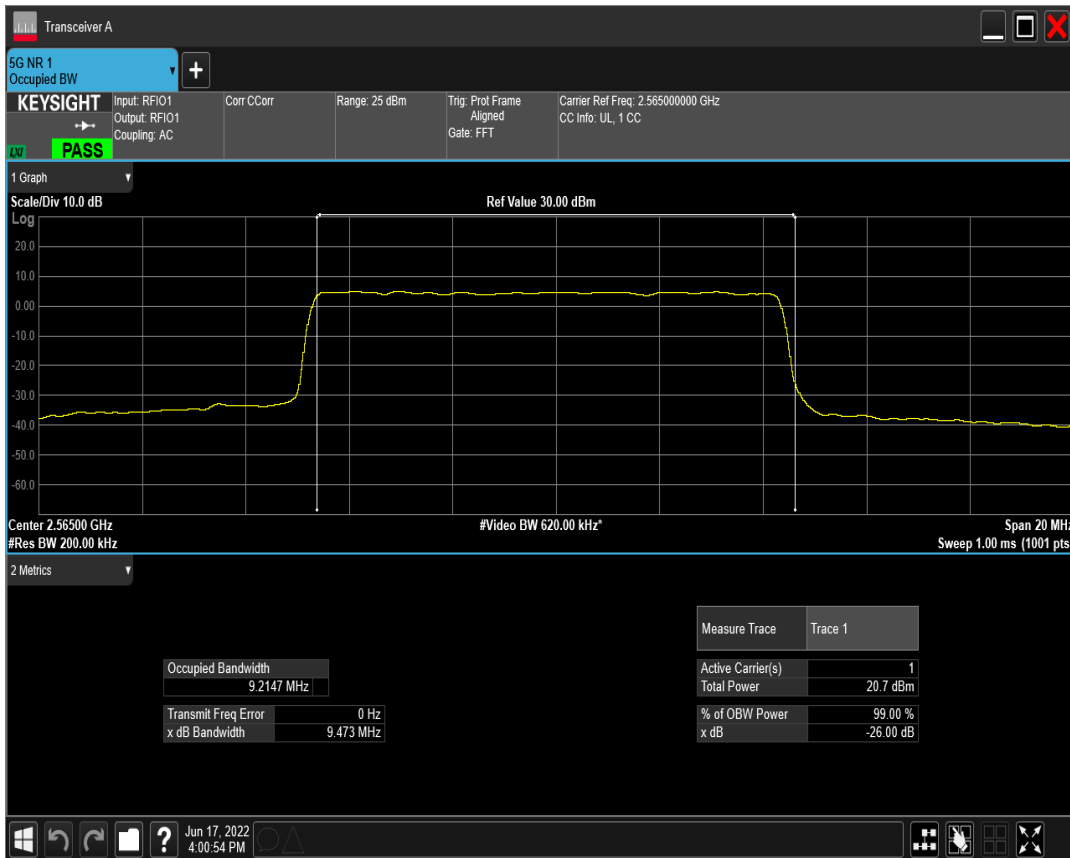 Transceiver A
5G NR 1
Occupied BW
+
KEYSIGHT
LXI
PASS
Input: RFIO1
Output: RFIO1
Coupling: AC
Corr CCorr
Range: 25 dBm
Trig: Prot Frame
Aligned
Gate: FFT
Carrier Ref Freq: 2.565000000 GHz
CC Info: UL, 1 CC
1 Graph
Scale/Div 10.0 dB
Ref Value 30.00 dBm
Log
20.0
10.0
0.00
-10.0
-20.0
-30.0
-40.0
-50.0
-60.0
Center 2.56500 GHz
#Video BW 620.00 kHz*
Span 20 MHz
#Res BW 200.00 kHz
Sweep 1.00 ms (1001 pts
2 Metrics
Measure Trace Trace 1
Occupied Bandwidth
9.2147 MHz
Active Carrier(s) 1
Total Power 20.7 dBm
Transmit Freq Error 0 Hz
x dB Bandwidth 9.473 MHz
% of OBW Power 99.00 %
x dB -26.00 dB
?
Jun 17, 2022
4:00:54 PM